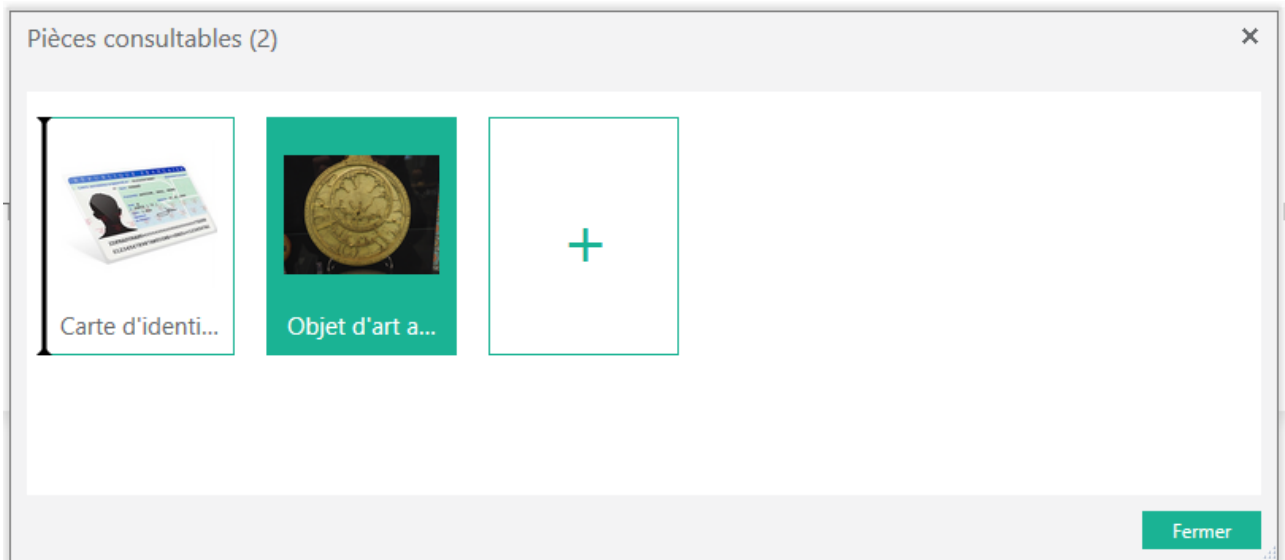 Pièces consultables (2)
Carte d'identi...
Objet d'art a...
Fermer